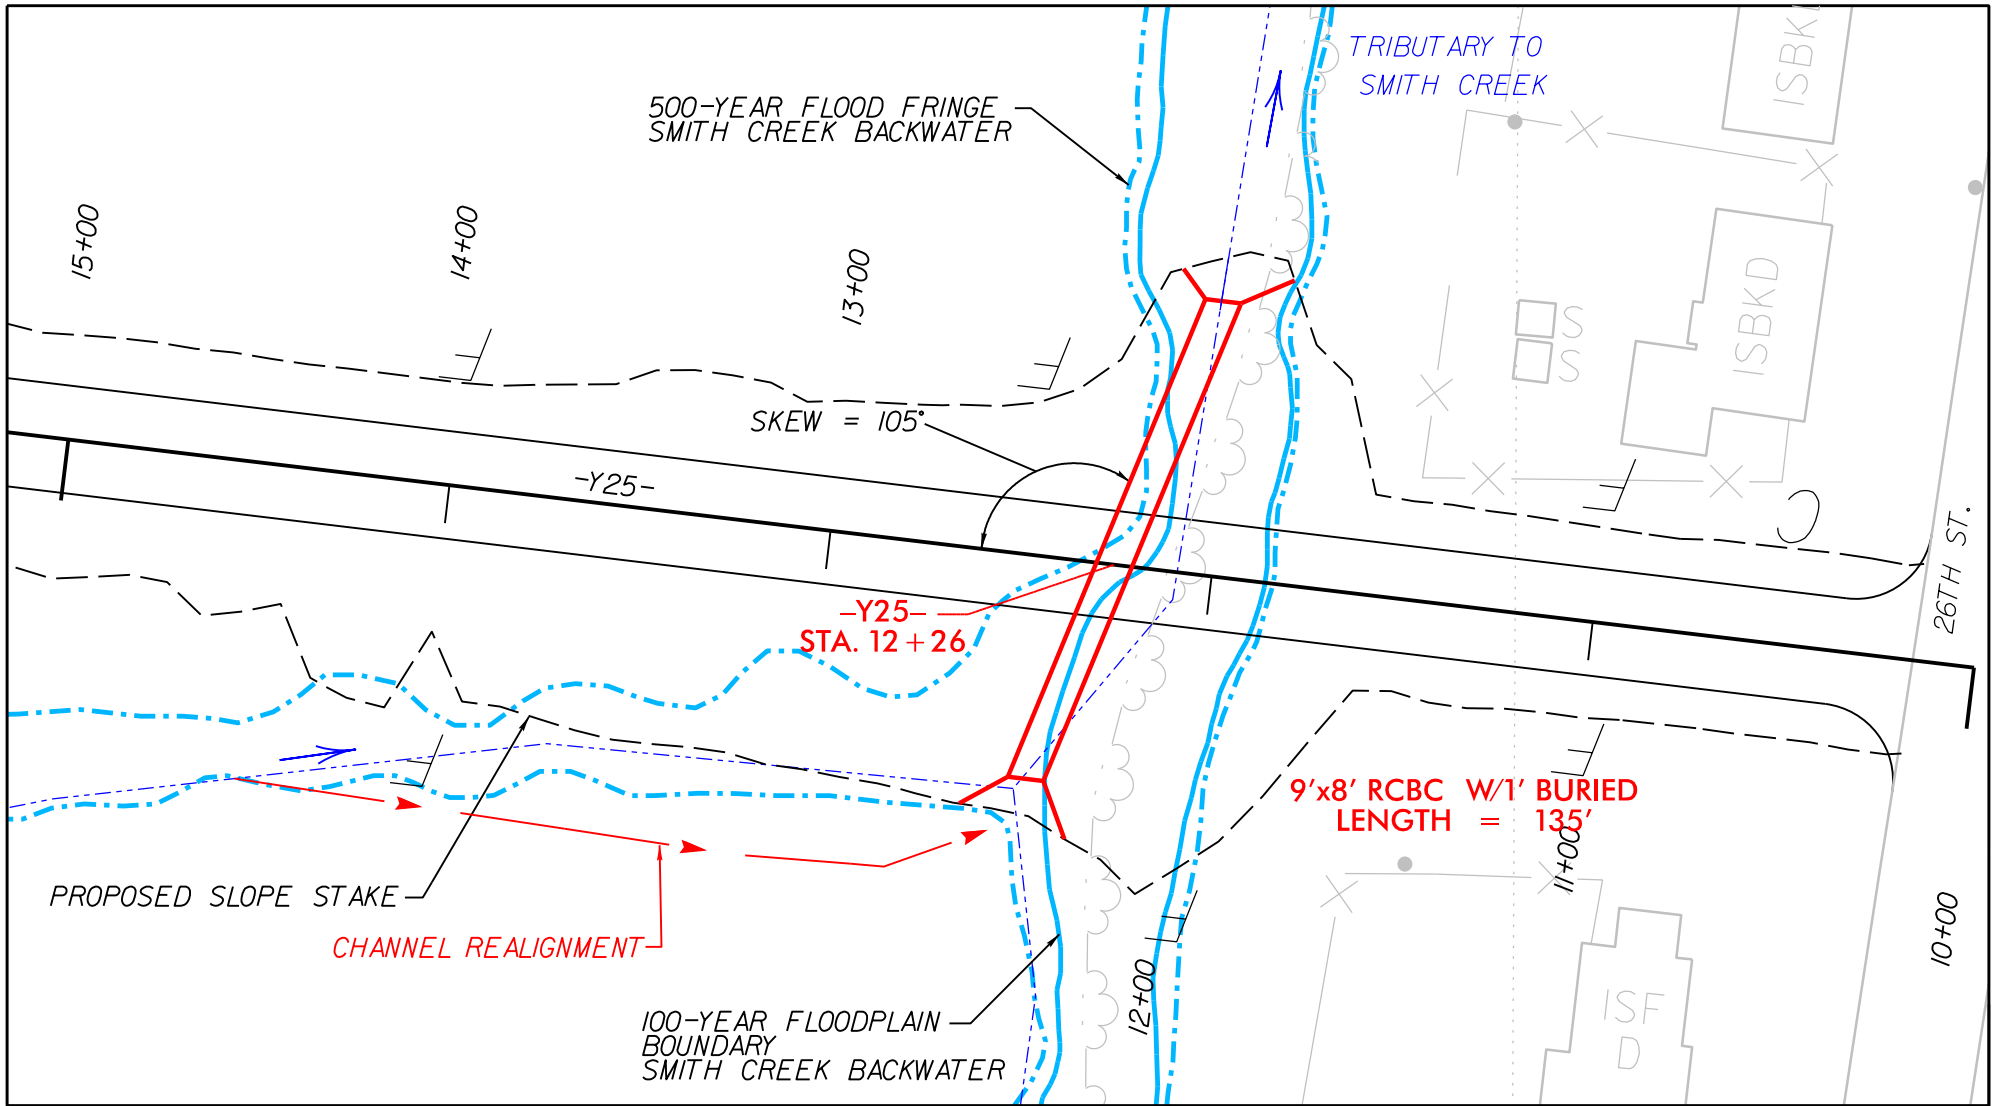 TRIBUTARY TO
SMITH CREEK
ISBKD
500-YEAR FLOOD FRINGE
SMITH CREEK BACKWATER
15+00
14+00
13+00
ISBKD
S
S
SKEW = 105°
-Y25-
26TH ST.
-Y25-
STA. 12+26
9'x8' RCBC W/1' BURIED
LENGTH = 135'
11+00
PROPOSED SLOPE STAKE
CHANNEL REALIGNMENT
10+00
12+00
100-YEAR FLOODPLAIN
BOUNDARY
SMITH CREEK BACKWATER
ISF
D